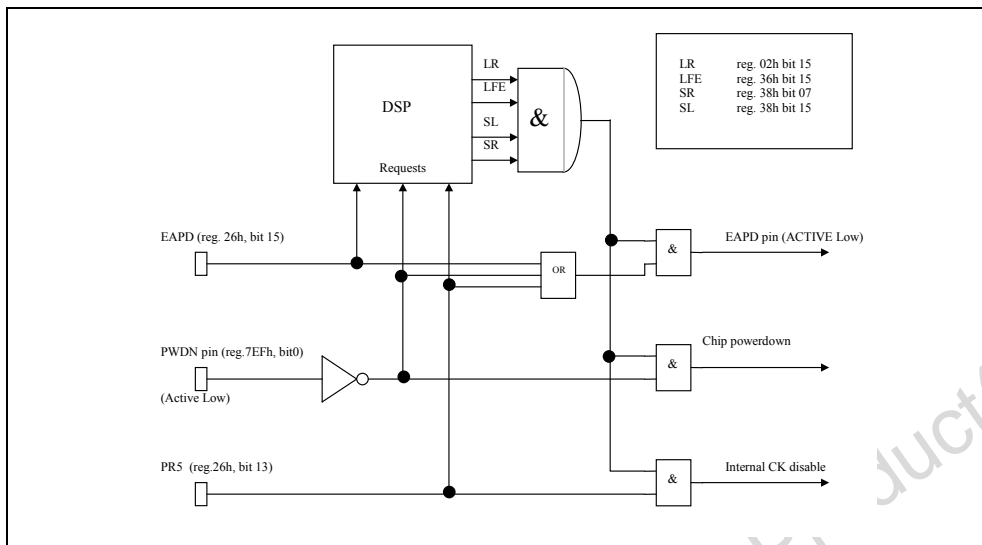 LR
LFE
DSP
SL
SR
Requests
&
LR reg. 02h bit 15
LFE reg. 36h bit 15
SR reg. 38h bit 07
SL reg. 38h bit 15
EAPD (reg. 26h, bit 15)
OR
&
EAPD pin (ACTIVE Low)
PWDN pin (reg.7EFh, bit0)
(Active Low)
&
Chip powerdown
PR5 (reg.26h, bit 13)
&
Internal CK disable